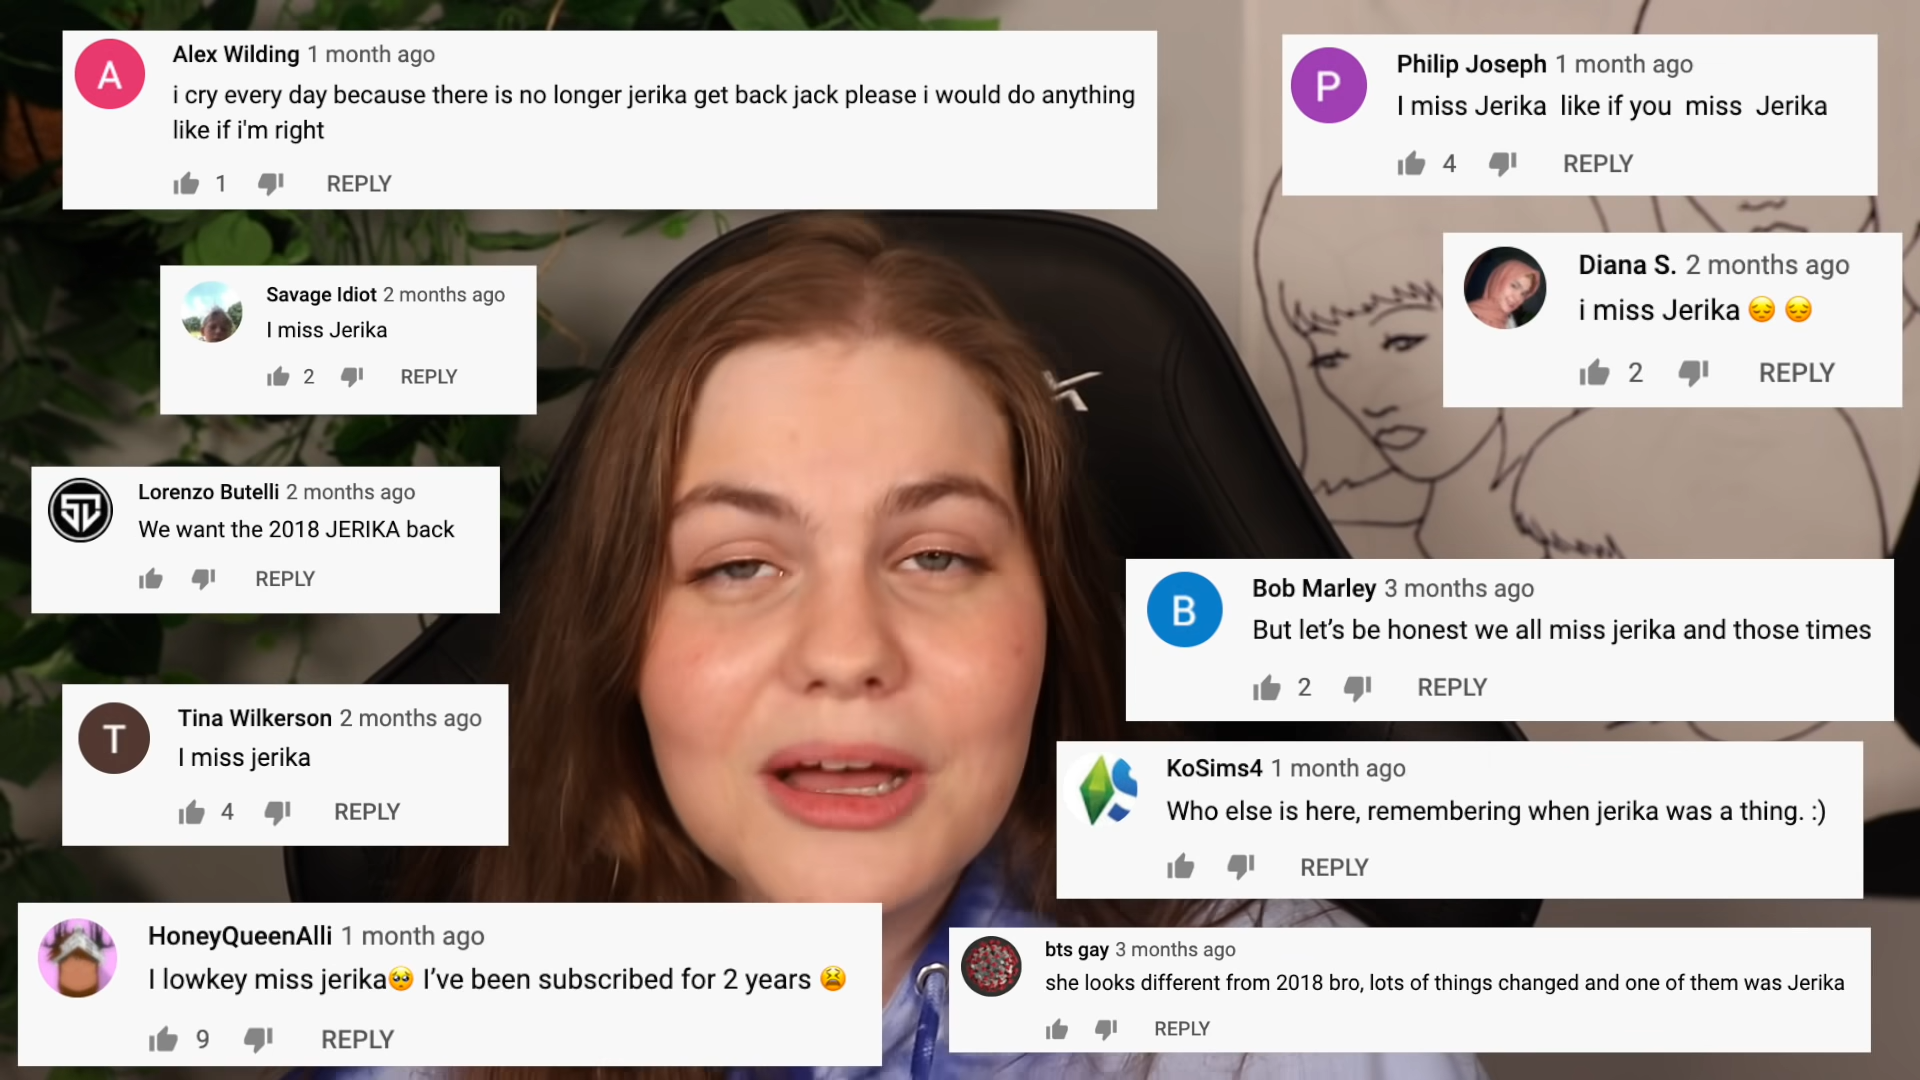 Alex Wilding 1 month ago
i cry every day because there is no longer jerika get back jack please i would do anything
like if i'm right
1 REPLY
Philip Joseph 1 month ago
I miss Jerika like if you miss Jerika
4 REPLY
Savage Idiot 2 months ago
I miss Jerika
2 REPLY
Diana S. 2 months ago
i miss Jerika 😔 😔
2 REPLY
Lorenzo Butelli 2 months ago
We want the 2018 JERIKA back
REPLY
Bob Marley 3 months ago
But let’s be honest we all miss jerika and those times
2 REPLY
Tina Wilkerson 2 months ago
I miss jerika
4 REPLY
KoSims4 1 month ago
Who else is here, remembering when jerika was a thing. :)
REPLY
HoneyQueenAlli 1 month ago
I lowkey miss jerika🥺 I’ve been subscribed for 2 years 😫
9 REPLY
bts gay 3 months ago
she looks different from 2018 bro, lots of things changed and one of them was Jerika
REPLY
A
P
T
B